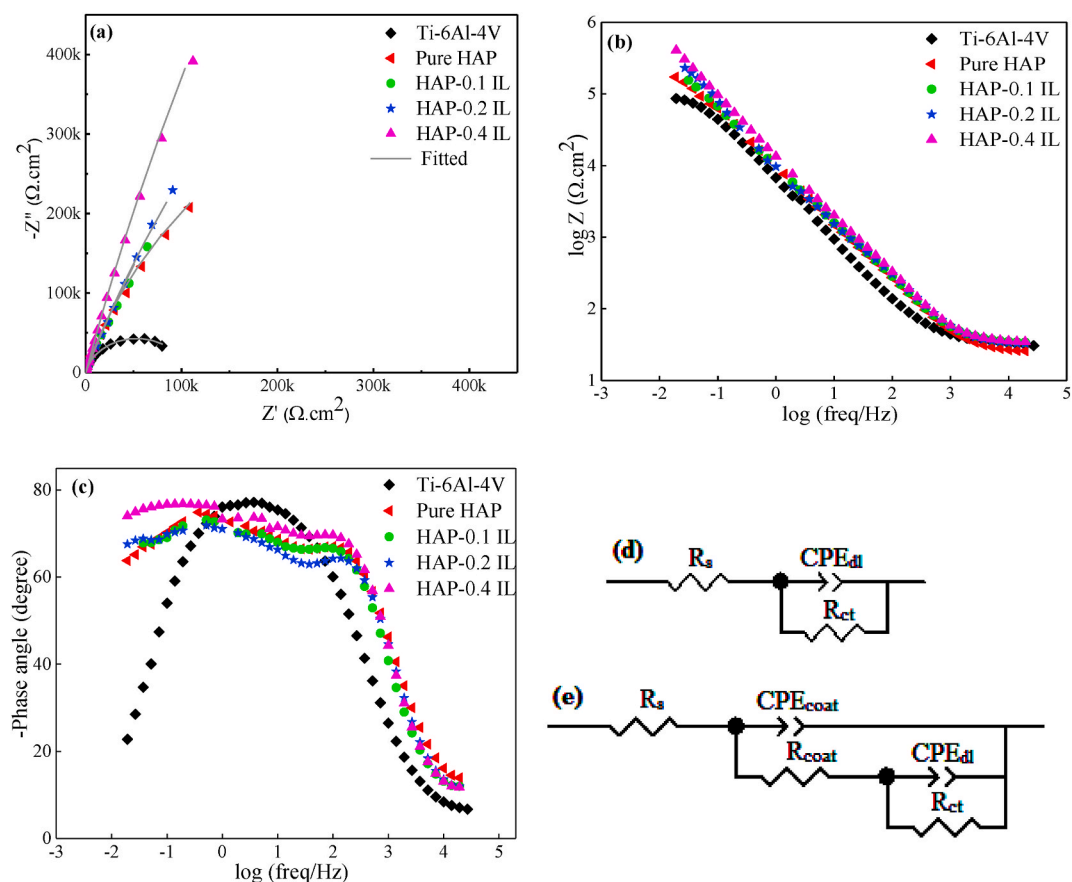 (a)
Ti-6Al-4V
Pure HAP
HAP-0.1 IL
HAP-0.2 IL
HAP-0.4 IL
Fitted
400k
300k
200k
100k
0
-Z'' (Ω.cm2)
0 100k 200k 300k 400k
Z' (Ω.cm2)
(b)
Ti-6Al-4V
Pure HAP
HAP-0.1 IL
HAP-0.2 IL
HAP-0.4 IL
6
5
4
3
2
1
log Z (Ω.cm2)
-3 -2 -1 0 1 2 3 4 5
log (freq/Hz)
(c)
Ti-6Al-4V
Pure HAP
HAP-0.1 IL
HAP-0.2 IL
HAP-0.4 IL
80
60
40
20
0
-Phase angle (degree)
-3 -2 -1 0 1 2 3 4 5
log (freq/Hz)
(d)
Rs
CPEdl
Rct
(e)
Rs
CPEcoat
Rcoat
CPEdl
Rct